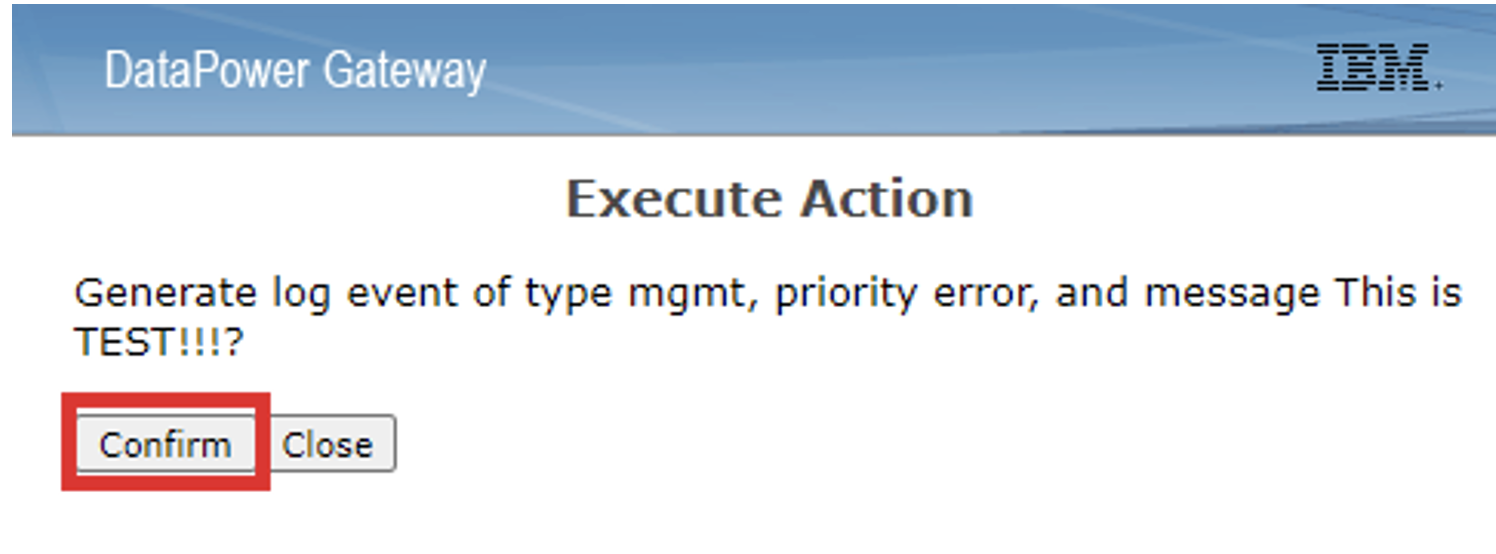 DataPower Gateway
IBM.
Execute Action
Generate log event of type mgmt, priority error, and message This is
TEST!!!?
Confirm Close